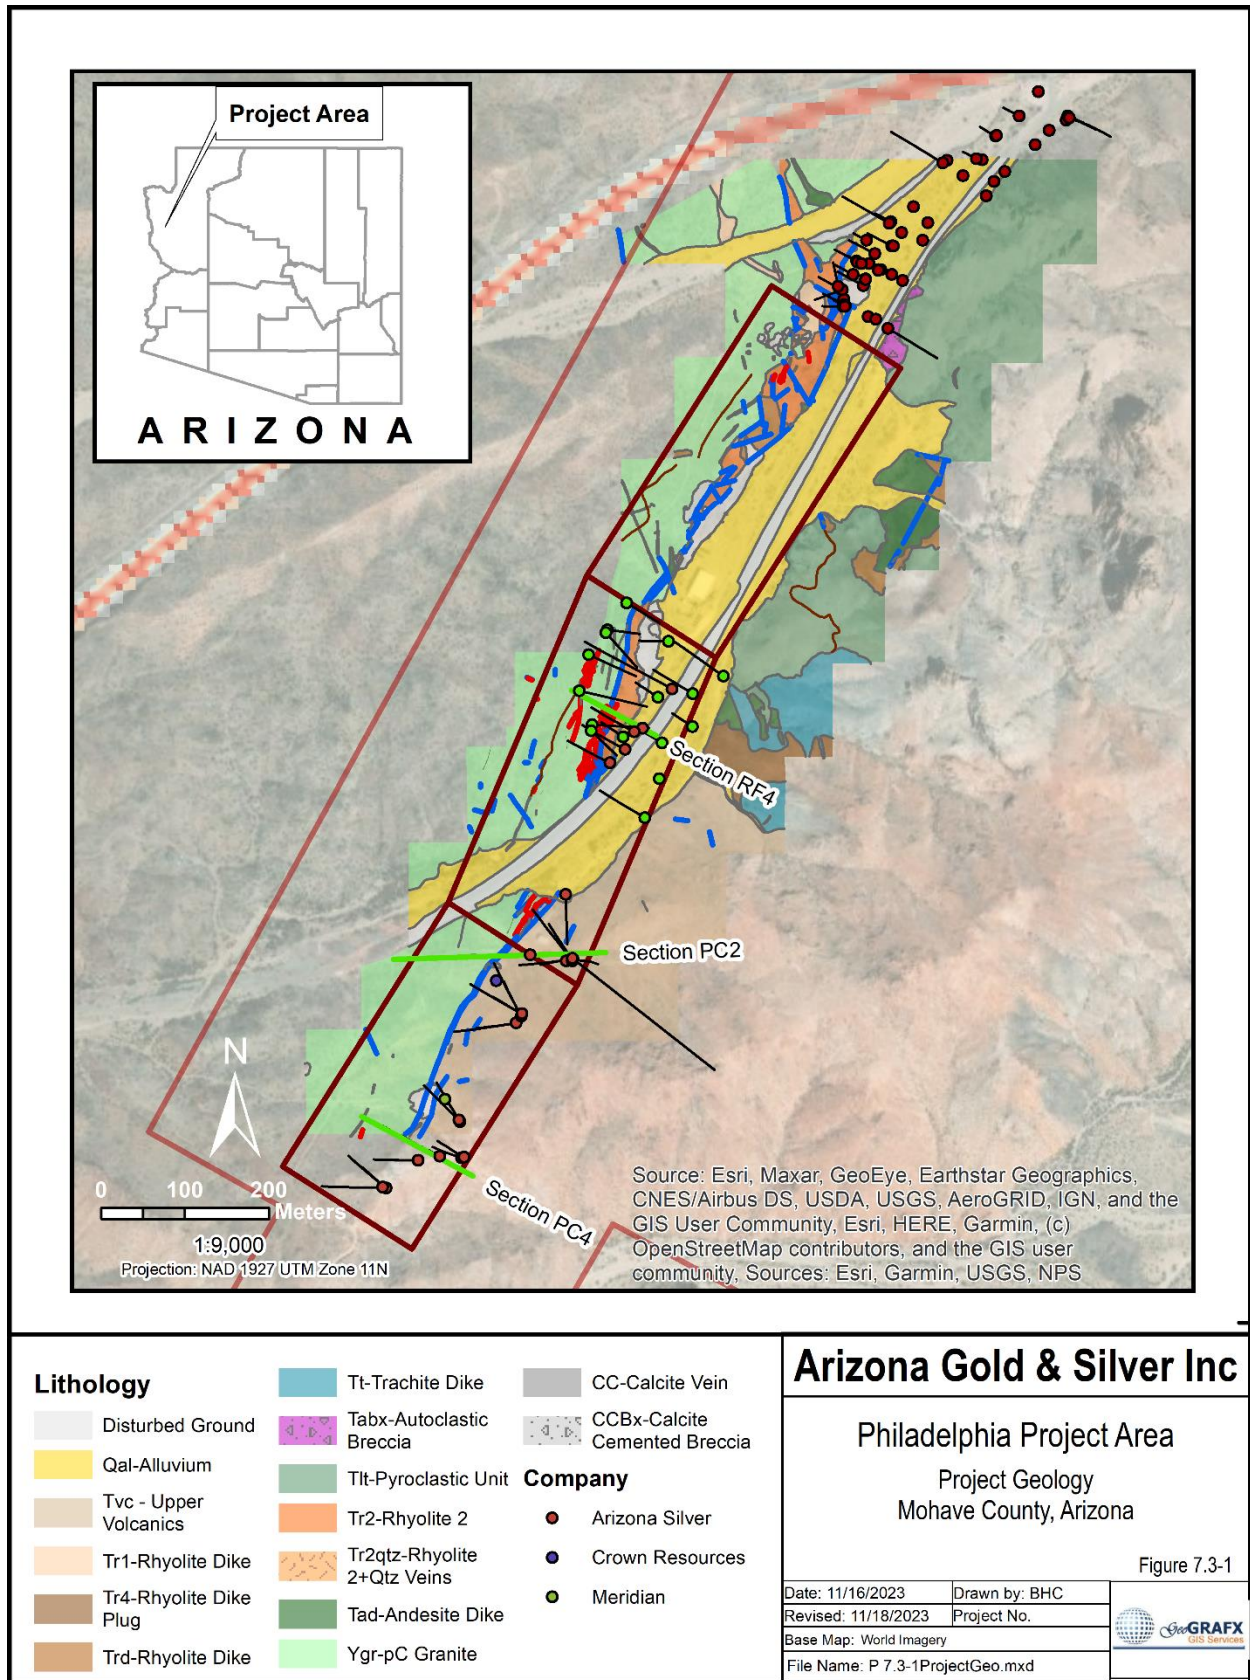 Project Area
ARIZONA
Section RF4
Section PC2
Section PC4
N
0 100 200
Meters
1:9,000
Projection: NAD 1927 UTM Zone 11N
Source: Esri, Maxar, GeoEye, Earthstar Geographics,
CNES/Airbus DS, USDA, USGS, AeroGRID, IGN, and the
GIS User Community, Esri, HERE, Garmin, (c)
OpenStreetMap contributors, and the GIS user
community, Sources: Esri, Garmin, USGS, NPS
Lithology
Disturbed Ground
Qal-Alluvium
Tvc - Upper
Volcanics
Tr1-Rhyolite Dike
Tr4-Rhyolite Dike
Plug
Trd-Rhyolite Dike
Tt-Trachite Dike
Tabx-Autoclastic
Breccia
Tlt-Pyroclastic Unit
Tr2-Rhyolite 2
Tr2qtz-Rhyolite
2+Qtz Veins
Tad-Andesite Dike
Ygr-pC Granite
CC-Calcite Vein
CCBx-Calcite
Cemented Breccia
Company
Arizona Silver
Crown Resources
Meridian
Arizona Gold & Silver Inc
Philadelphia Project Area
Project Geology
Mohave County, Arizona
Figure 7.3-1
Date: 11/16/2023 Drawn by: BHC
Revised: 11/18/2023 Project No.
Base Map: World Imagery
File Name: P 7.3-1ProjectGeo.mxd
GeoGRAFX
GIS Services